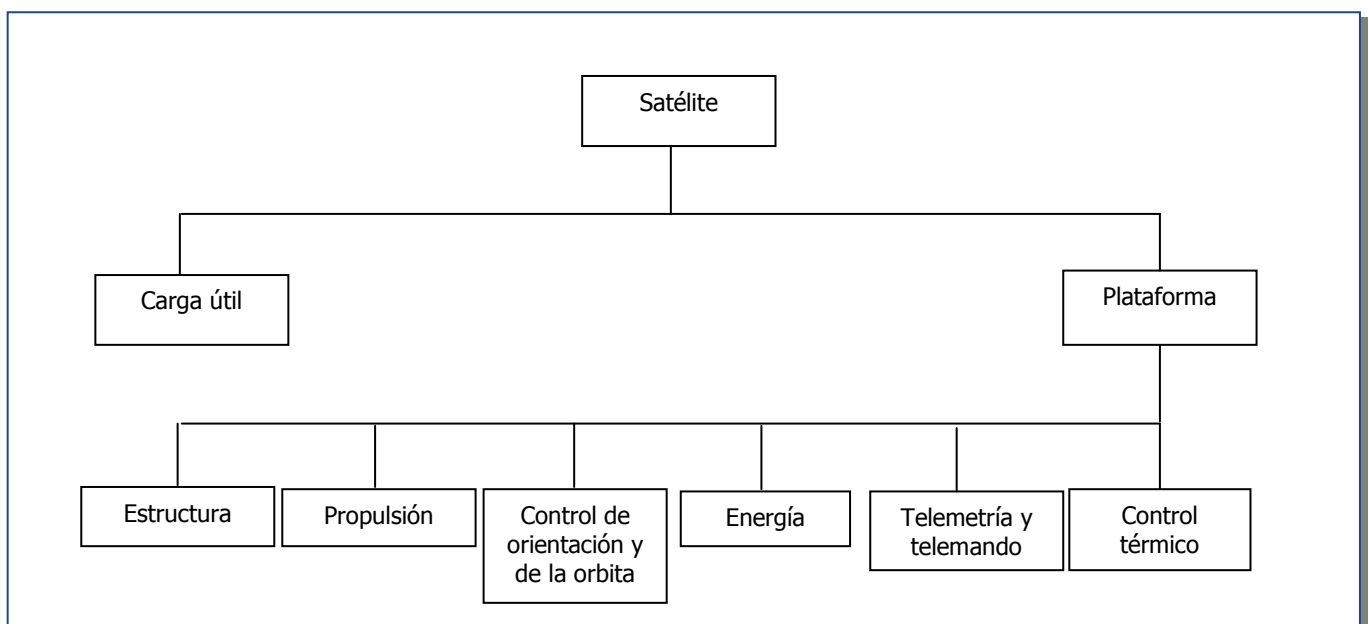 Satélite
Carga útil
Plataforma
Estructura
Propulsión
Control de
orientación y
de la orbita
Energía
Telemetría y
telemando
Control
térmico